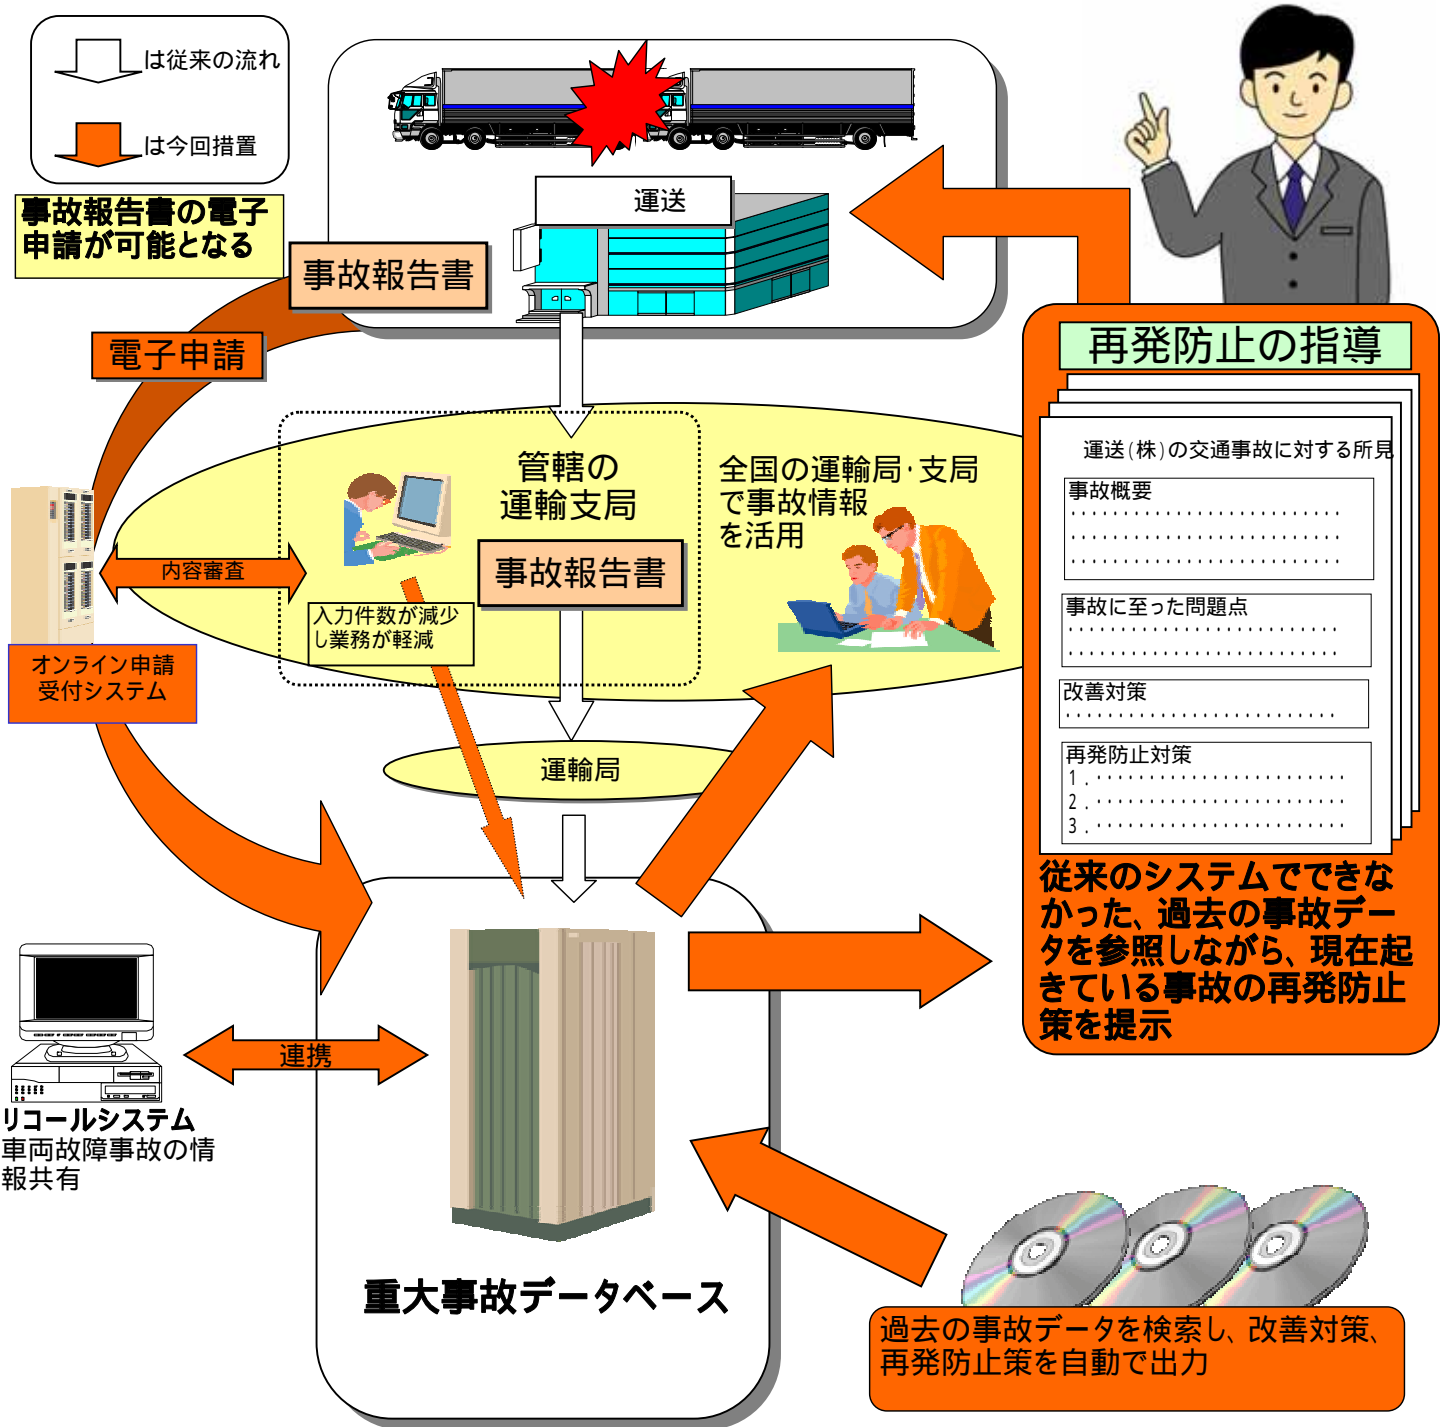 は従来の流れ
は今回措置
事故報告書の電子
申請が可能となる
運送
事故報告書
電子申請
管轄の
運輸支局
全国の運輸局・支局
で事故情報
を活用
内容審査
事故報告書
入力件数が減少
し業務が軽減
オンライン申請
受付システム
運輸局
再発防止の指導
運送(株)の交通事故に対する所見
事故概要
・・・・・・・・・・・・・・・・・・・・・・・・・・
・・・・・・・・・・・・・・・・・・・・・・・・・・
・・・・・・・・・・・・・・・・・・・・・・・・・・
事故に至った問題点
・・・・・・・・・・・・・・・・・・・・・・・・・・
・・・・・・・・・・・・・・・・・・・・・・・・・・
改善対策
・・・・・・・・・・・・・・・・・・・・・・・・・・
再発防止対策
1.・・・・・・・・・・・・・・・・・・・・・・・・
2.・・・・・・・・・・・・・・・・・・・・・・・・
3.・・・・・・・・・・・・・・・・・・・・・・・・
従来のシステムでできな
かった、過去の事故デー
タを参照しながら、現在起
きている事故の再発防止
策を提示
連携
リコールシステム
車両故障事故の情
報共有
重大事故データベース
過去の事故データを検索し、改善対策、
再発防止策を自動で出力